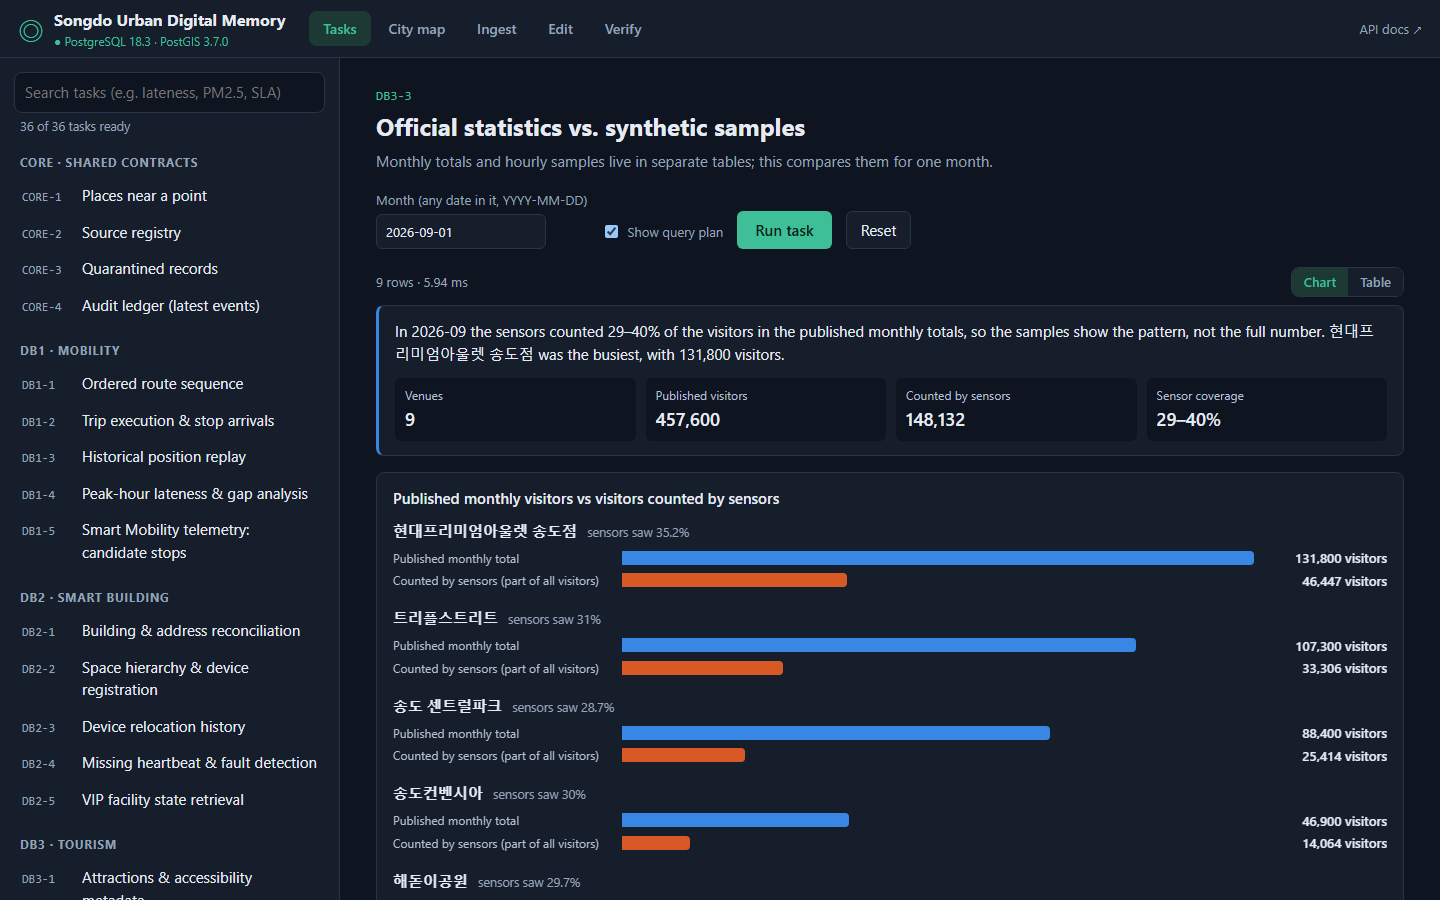 Songdo Urban Digital Memory
● PostgreSQL 18.3 · PostGIS 3.7.0
Tasks
City map
Ingest
Edit
Verify
API docs ↗
Search tasks (e.g. lateness, PM2.5, SLA)
36 of 36 tasks ready
CORE · SHARED CONTRACTS
CORE-1 Places near a point
CORE-2 Source registry
CORE-3 Quarantined records
CORE-4 Audit ledger (latest events)
DB1 · MOBILITY
DB1-1 Ordered route sequence
DB1-2 Trip execution & stop arrivals
DB1-3 Historical position replay
DB1-4 Peak-hour lateness & gap analysis
DB1-5 Smart Mobility telemetry:
candidate stops
DB2 · SMART BUILDING
DB2-1 Building & address reconciliation
DB2-2 Space hierarchy & device
registration
DB2-3 Device relocation history
DB2-4 Missing heartbeat & fault detection
DB2-5 VIP facility state retrieval
DB3 · TOURISM
DB3-1 Attractions & accessibility
metadata
DB3-3
Official statistics vs. synthetic samples
Monthly totals and hourly samples live in separate tables; this compares them for one month.
Month (any date in it, YYYY-MM-DD)
2026-09-01
Show query plan
Run task
Reset
9 rows · 5.94 ms
Chart
Table
In 2026-09 the sensors counted 29–40% of the visitors in the published monthly totals, so the samples show the pattern, not the full number. 현대프
리미엄아울렛 송도점 was the busiest, with 131,800 visitors.
Venues
9
Published visitors
457,600
Counted by sensors
148,132
Sensor coverage
29–40%
Published monthly visitors vs visitors counted by sensors
현대프리미엄아울렛 송도점 sensors saw 35.2%
Published monthly total 131,800 visitors
Counted by sensors (part of all visitors) 46,447 visitors
트리플스트리트 sensors saw 31%
Published monthly total 107,300 visitors
Counted by sensors (part of all visitors) 33,306 visitors
송도 센트럴파크 sensors saw 28.7%
Published monthly total 88,400 visitors
Counted by sensors (part of all visitors) 25,414 visitors
송도컨벤시아 sensors saw 30%
Published monthly total 46,900 visitors
Counted by sensors (part of all visitors) 14,064 visitors
해돋이공원 sensors saw 29.7%